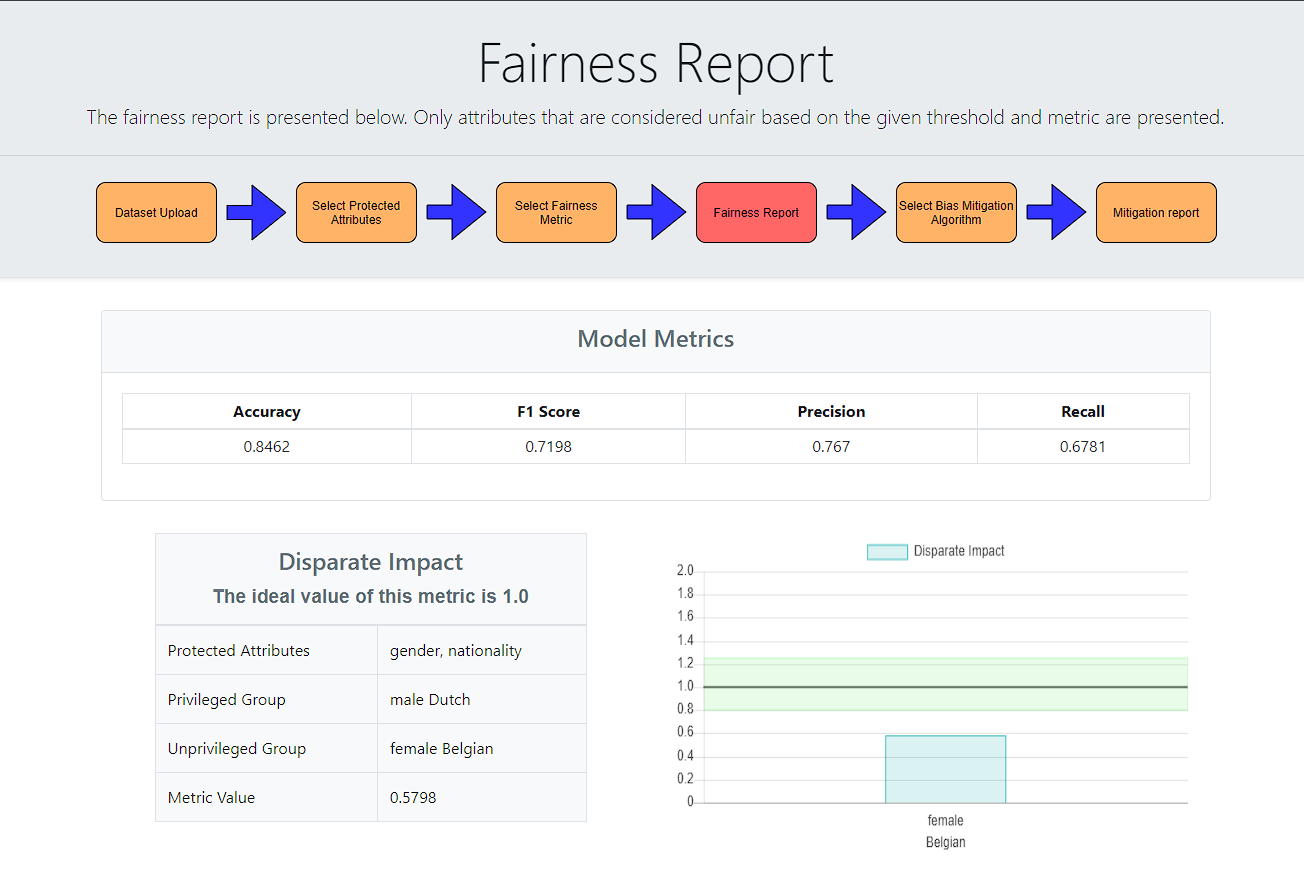 Fairness Report
The fairness report is presented below. Only attributes that are considered unfair based on the given threshold and metric are presented.
Dataset Upload
Select Protected
Attributes
Select Fairness
Metric
Fairness Report
Select Bias Mitigation
Algorithm
Mitigation report
Model Metrics
Accuracy F1 Score Precision Recall
0.8462 0.7198 0.767 0.6781
Disparate Impact
The ideal value of this metric is 1.0
Protected Attributes gender, nationality
Privileged Group male Dutch
Unprivileged Group female Belgian
Metric Value 0.5798
Disparate Impact
2.0
1.8
1.6
1.4
1.2
1.0
0.8
0.6
0.4
0.2
0
female
Belgian